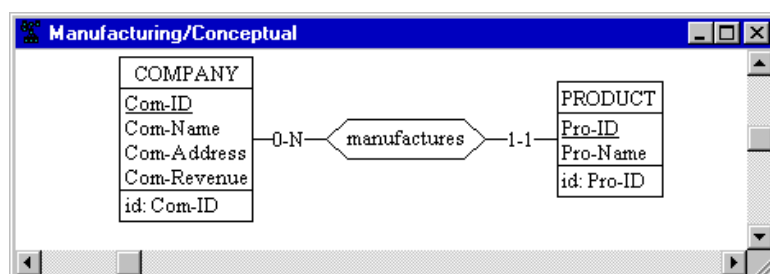 Manufacturing/Conceptual
COMPANY
Com-ID
Com-Name
Com-Address
Com-Revenue
id: Com-ID
0-N
manufactures
1-1
PRODUCT
Pro-ID
Pro-Name
id: Pro-ID